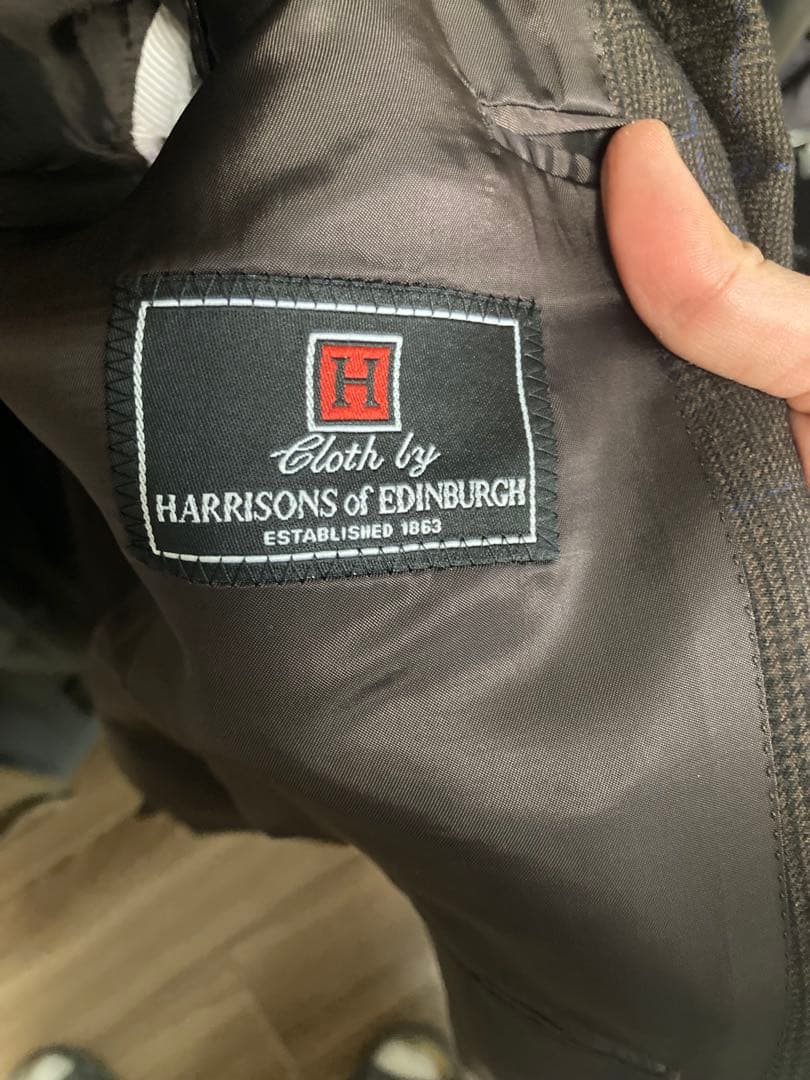 H
Cloth by
HARRISONS of EDINBURGH
ESTABLISHED 1863